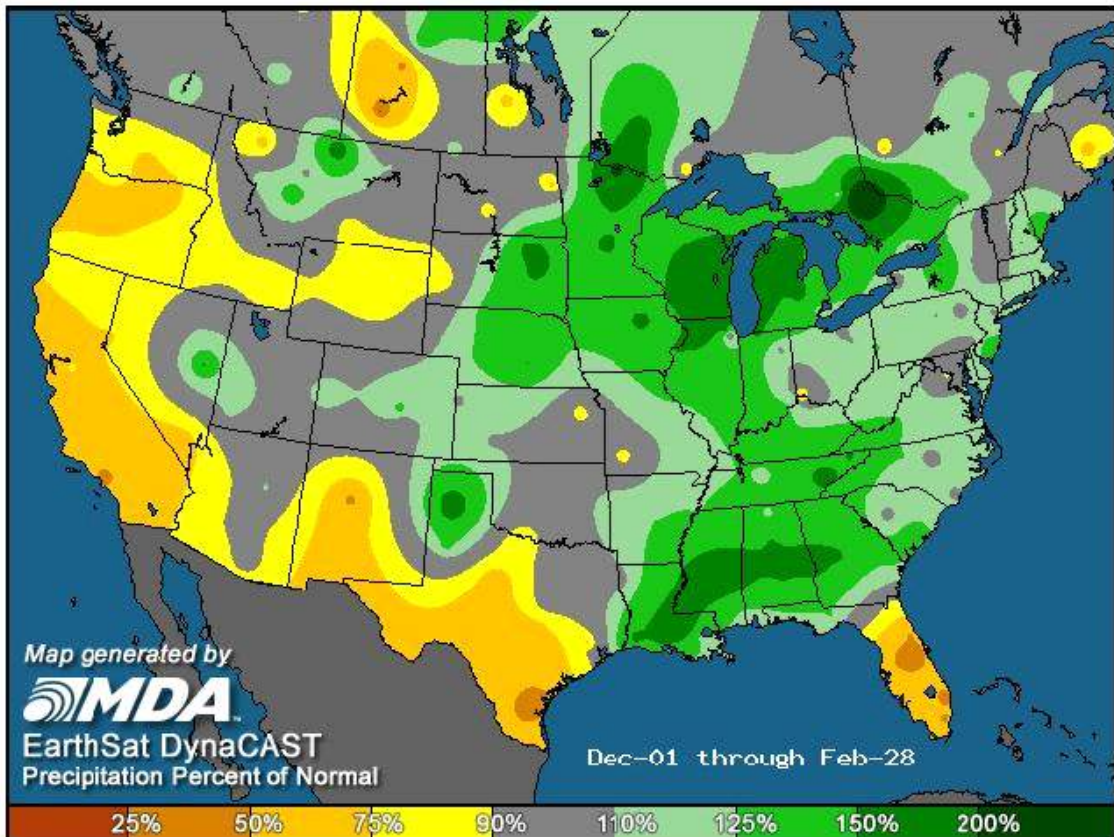 Map generated by
MDA
EarthSat DynaCAST
Precipitation Percent of Normal
Dec-01 through Feb-28
25% 50% 75% 90% 110% 125% 150% 200%